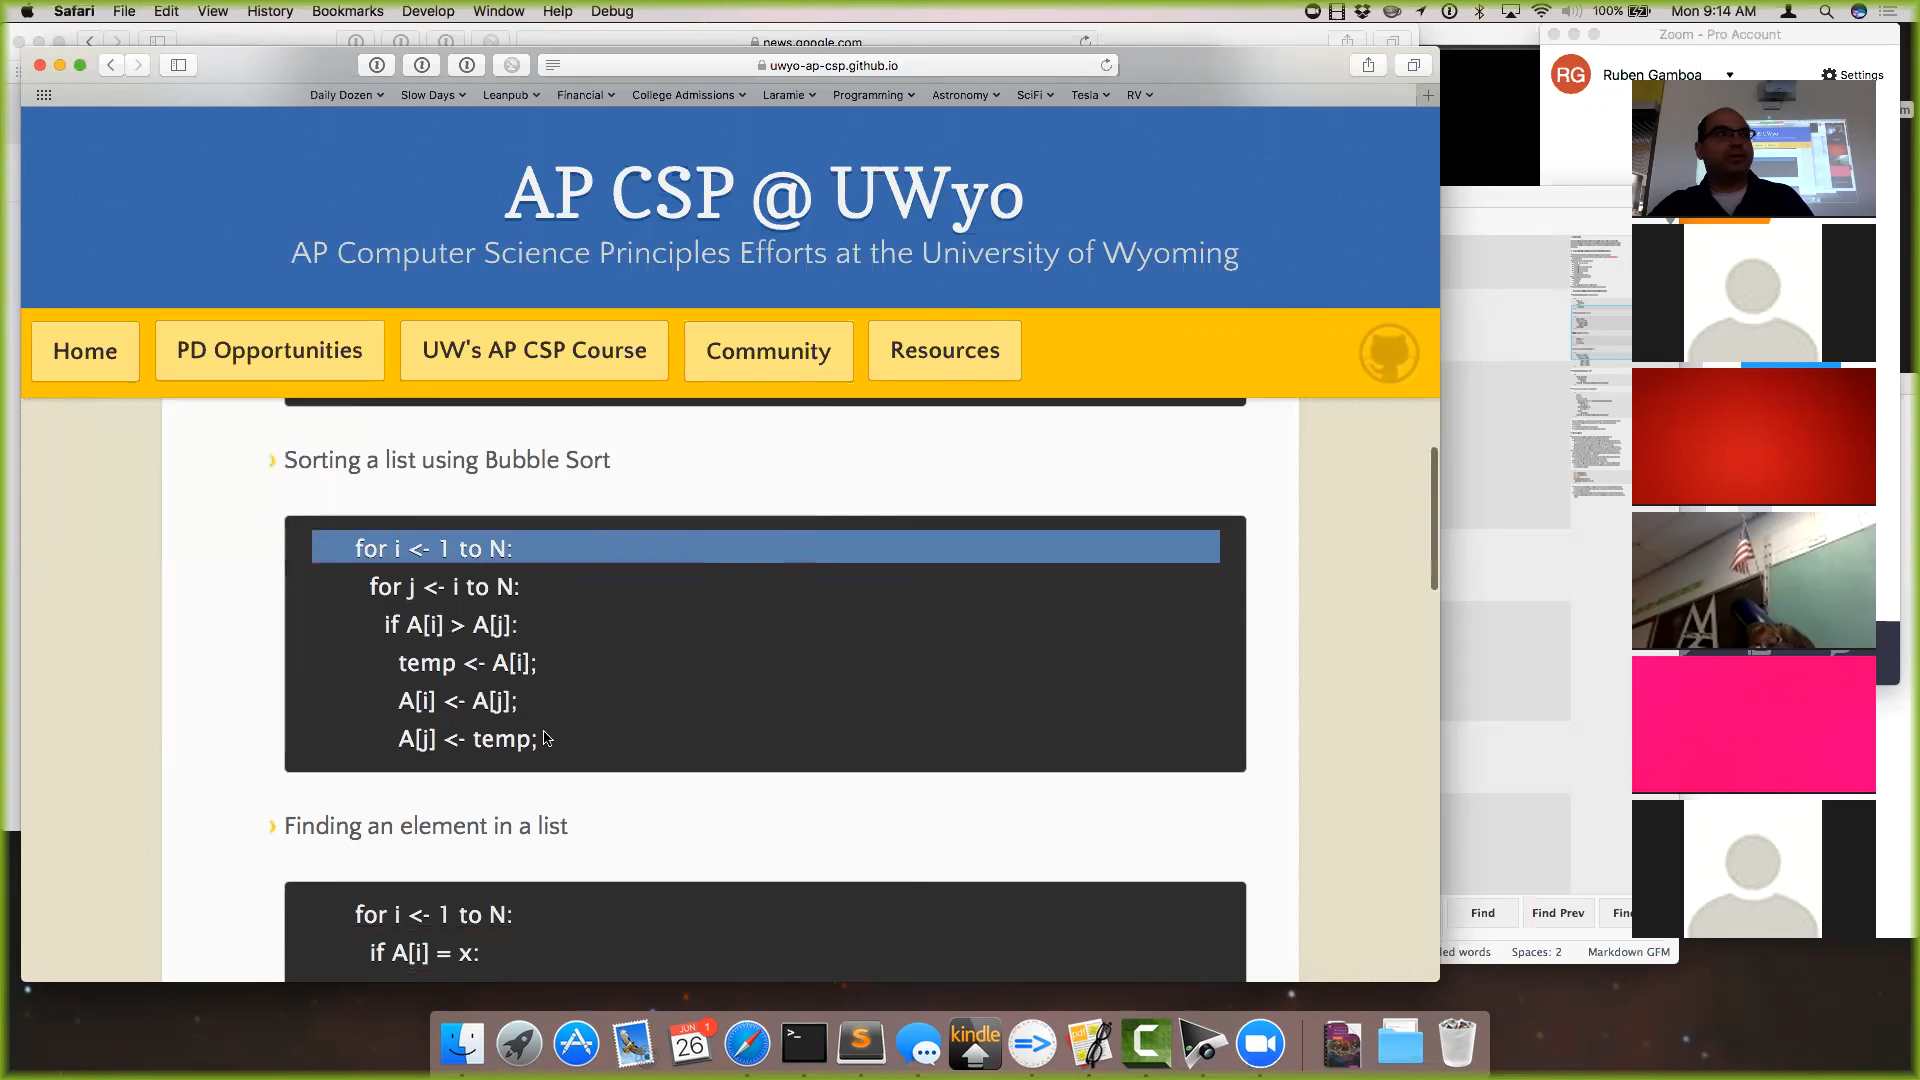 Safari File Edit View History Bookmarks Develop Window Help Debug 100% Mon 9:14 AM
news.google.com
Zoom - Pro Account
uwyo-ap-csp.github.io
RG Ruben Gamboa Settings
Daily Dozen Slow Days Leanpub Financial College Admissions Laramie Programming Astronomy SciFi Tesla RV
AP CSP @ UWyo
AP Computer Science Principles Efforts at the University of Wyoming
Home PD Opportunities UW's AP CSP Course Community Resources
Sorting a list using Bubble Sort
for i <- 1 to N:
for j <- i to N:
if A[i] > A[j]:
temp <- A[i];
A[i] <- A[j];
A[j] <- temp;
Finding an element in a list
for i <- 1 to N:
if A[i] = x:
Find Find Prev
words Spaces: 2 Markdown GFM
JUN 26 1
kindle